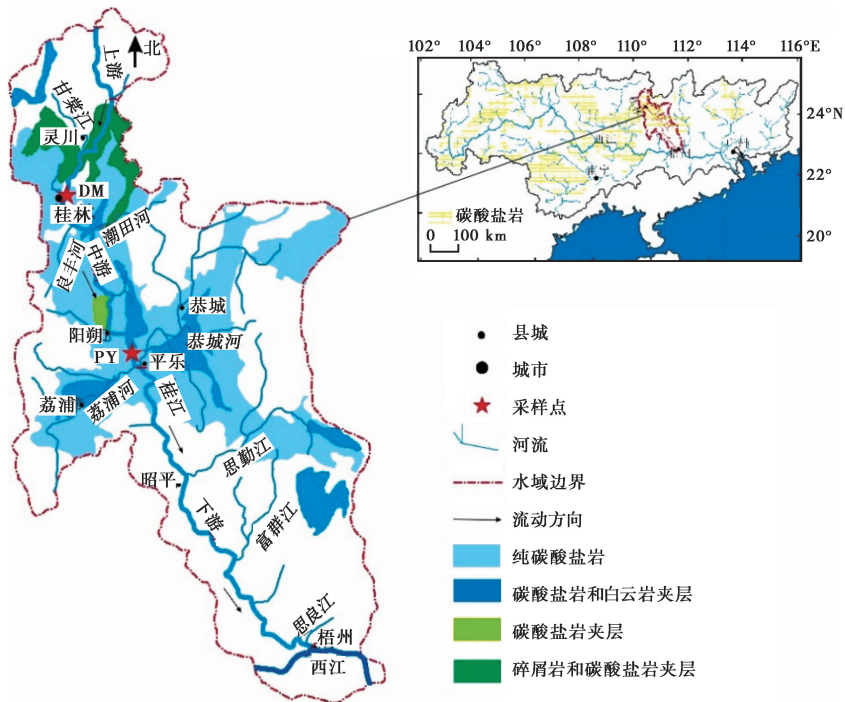 北
上游
甘棠江
灵川
DM
桂林
潮田河
良丰河
中游
恭城
阳朔
恭城河
PY
平乐
荔浦
荔浦河
桂江
思勤江
昭平
下游
富群江
思良江
梧州
西江
102°
104°
106°
108°
110°
112°
114°
116°E
24°N
22°
20°
南宁
碳酸盐岩
0 100 km
县城
城市
采样点
河流
水域边界
流动方向
纯碳酸盐岩
碳酸盐岩和白云岩夹层
碳酸盐岩夹层
碎屑岩和碳酸盐岩夹层